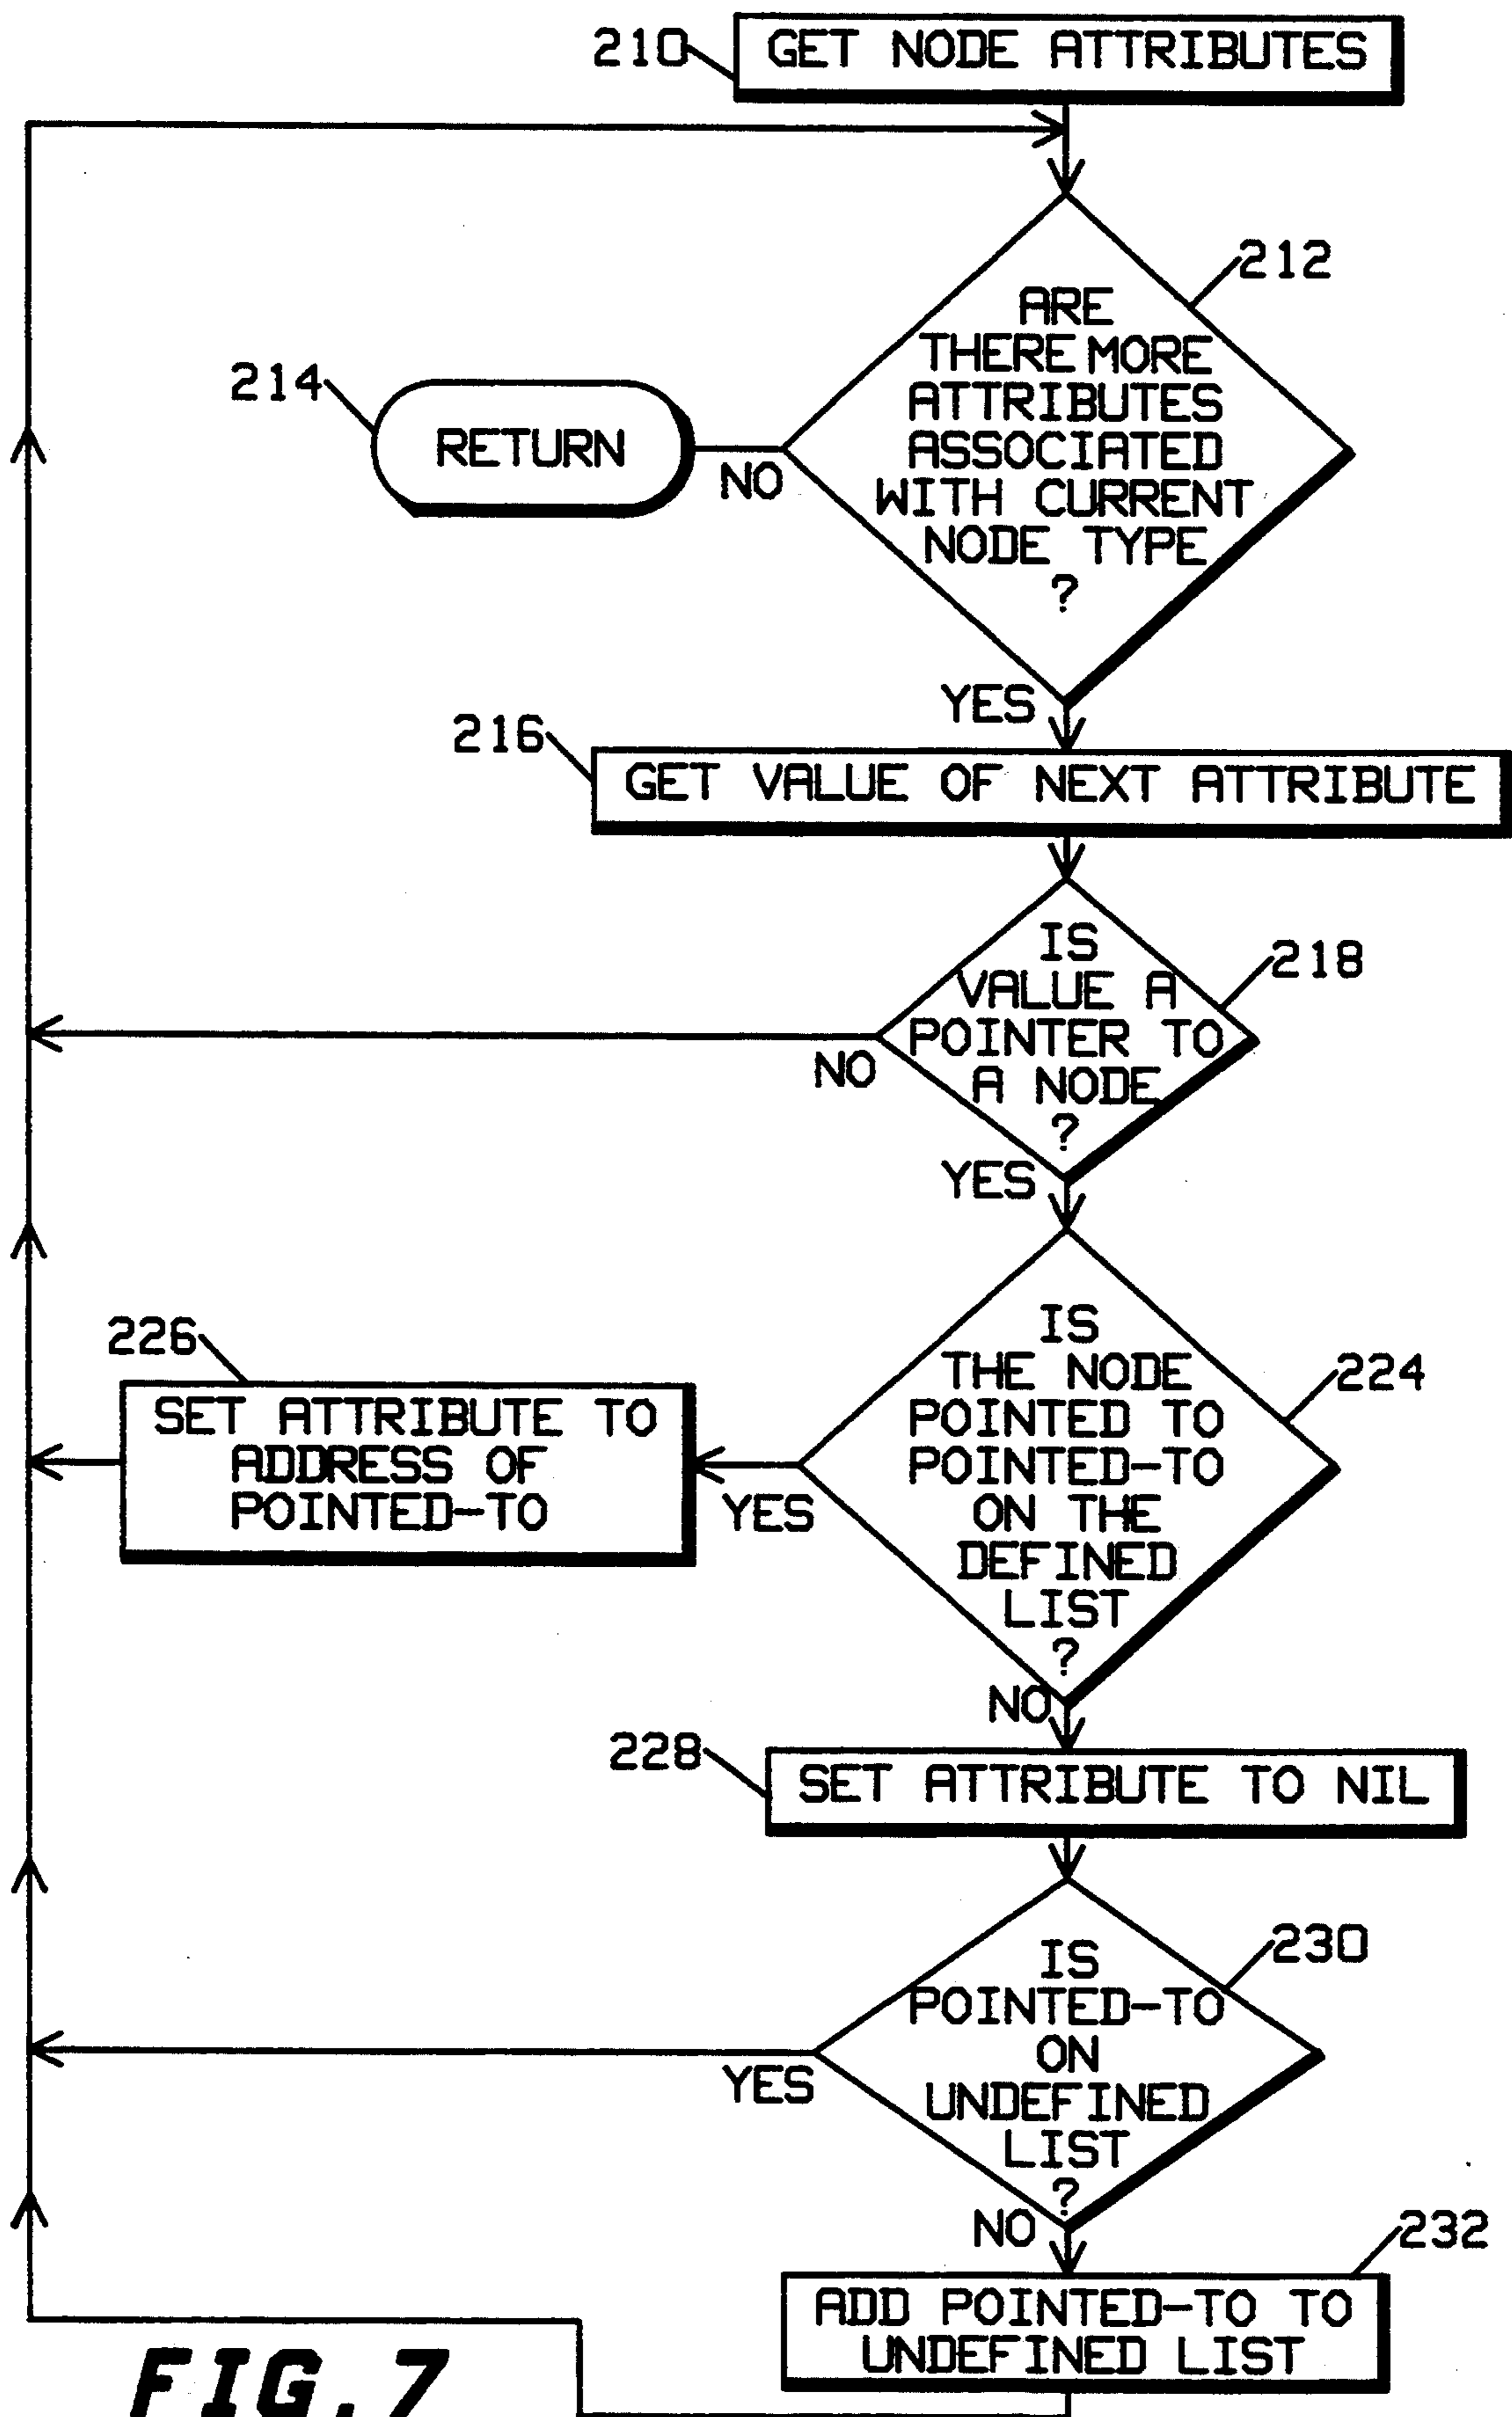 210
GET NODE ATTRIBUTES
212
ARE
THERE MORE
ATTRIBUTES
ASSOCIATED
WITH CURRENT
NODE TYPE
?
214
RETURN
NO
YES
216
GET VALUE OF NEXT ATTRIBUTE
218
IS
VALUE A
POINTER TO
A NODE
?
NO
YES
224
IS
THE NODE
POINTED TO
POINTED-TO
ON THE
DEFINED
LIST
?
226
SET ATTRIBUTE TO
ADDRESS OF
POINTED-TO
YES
NO
228
SET ATTRIBUTE TO NIL
230
IS
POINTED-TO
ON
UNDEFINED
LIST
?
YES
NO
232
ADD POINTED-TO TO
UNDEFINED LIST
FIG. 7